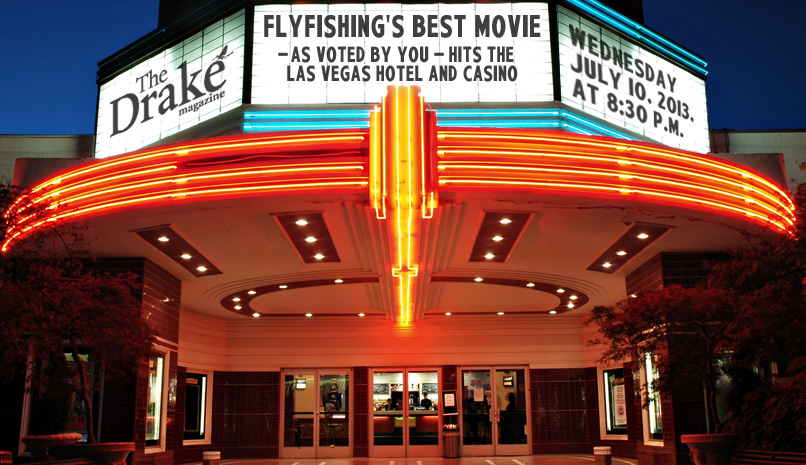 The
Drake
magazine
FLYFISHING'S BEST MOVIE
–AS VOTED BY YOU – HITS THE
LAS VEGAS HOTEL AND CASINO
WEDNESDAY
JULY 10, 2013.
AT 8:30 P.M.